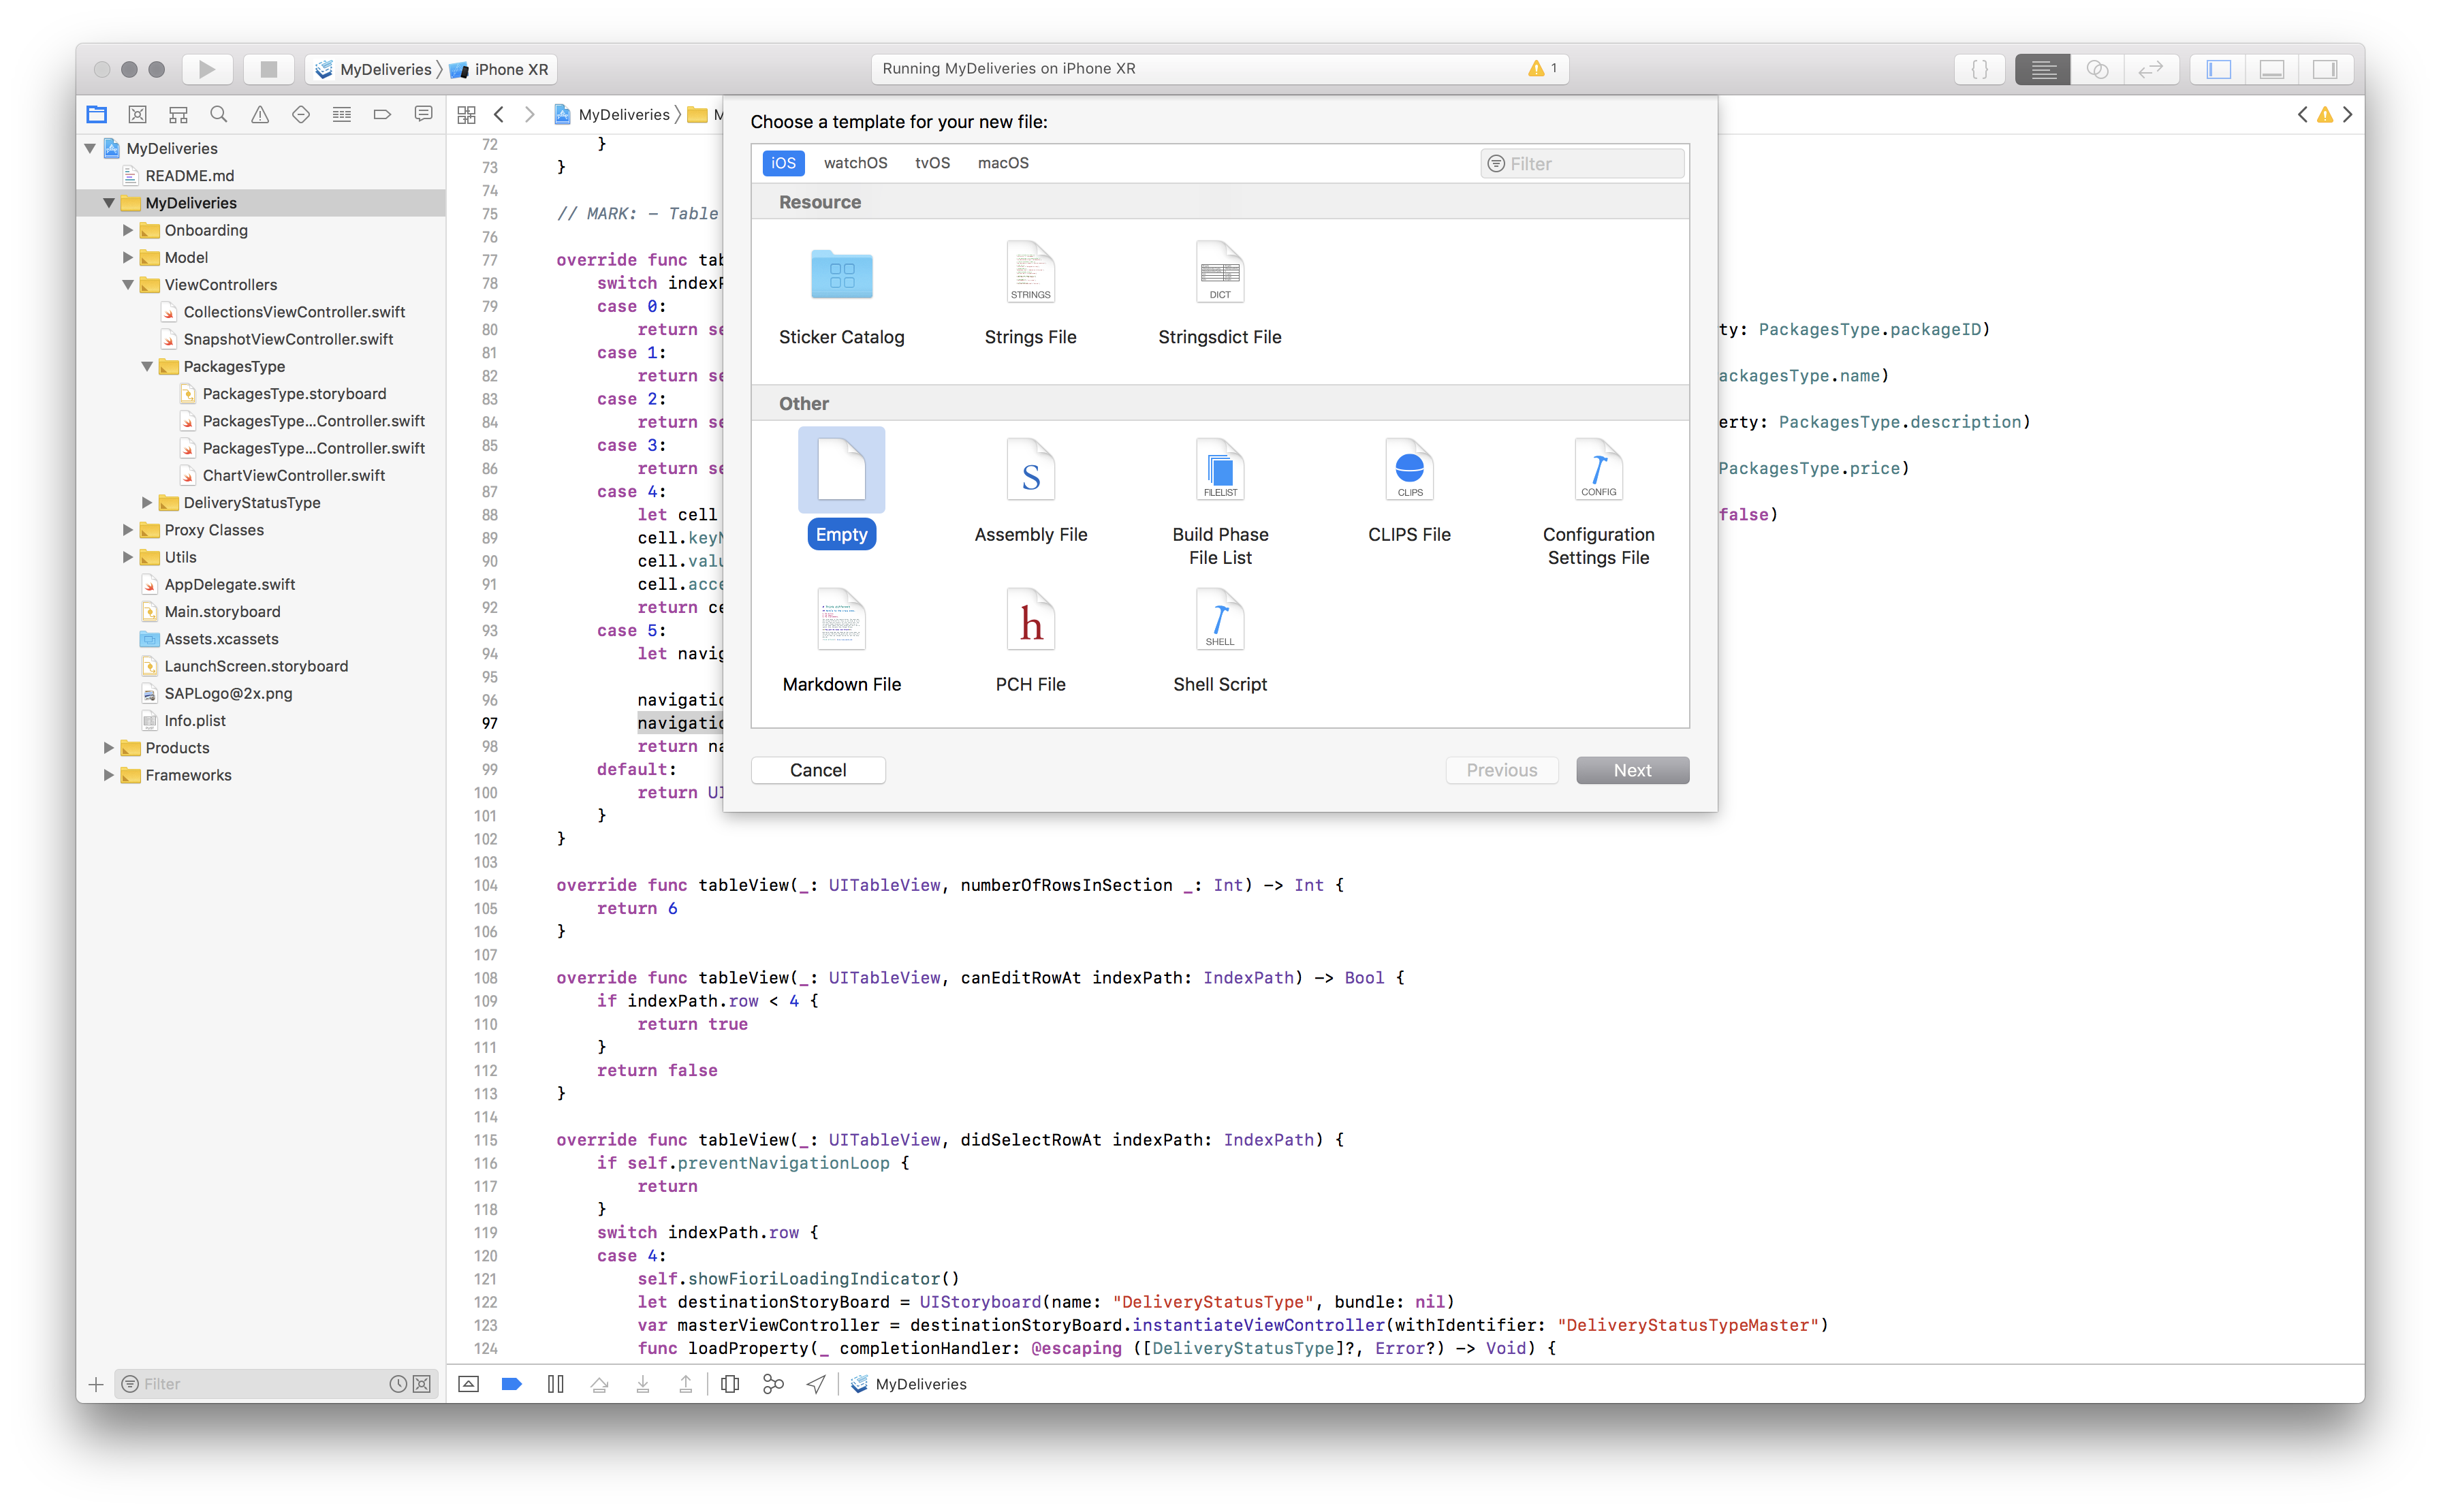 MyDeliveries 〉 iPhone XR
Running MyDeliveries on iPhone XR
1
{ }
MyDeliveries
README.md
MyDeliveries
Onboarding
Model
ViewControllers
CollectionsViewController.swift
SnapshotViewController.swift
PackagesType
PackagesType.storyboard
PackagesType...Controller.swift
PackagesType...Controller.swift
ChartViewController.swift
DeliveryStatusType
Proxy Classes
Utils
AppDelegate.swift
Main.storyboard
Assets.xcassets
LaunchScreen.storyboard
SAPLogo@2x.png
Info.plist
Products
Frameworks
Filter
MyDeliveries 〉 M
Choose a template for your new file:
iOS watchOS tvOS macOS
Filter
Resource
STRINGS
DICT
Sticker Catalog
Strings File
Stringsdict File
Other
S
FILELIST
CLIPS
CONFIG
Empty
Assembly File
Build Phase
File List
CLIPS File
Configuration
Settings File
h
SHELL
Markdown File
PCH File
Shell Script
Cancel
Previous
Next
72 }
73 }
74
75 // MARK: - Table
76
77 override func tab
78 switch indexP
79 case 0:
80 return se ty: PackagesType.packageID)
81 case 1:
82 return se ackagesType.name)
83 case 2:
84 return se erty: PackagesType.description)
85 case 3:
86 return se PackagesType.price)
87 case 4:
88 let cell false)
89 cell.keyN
90 cell.valu
91 cell.acce
92 return ce
93 case 5:
94 let navig
95
96 navigatio
97 navigatio
98 return na
99 default:
100 return UI
101 }
102 }
103
104 override func tableView(_: UITableView, numberOfRowsInSection _: Int) -> Int {
105 return 6
106 }
107
108 override func tableView(_: UITableView, canEditRowAt indexPath: IndexPath) -> Bool {
109 if indexPath.row < 4 {
110 return true
111 }
112 return false
113 }
114
115 override func tableView(_: UITableView, didSelectRowAt indexPath: IndexPath) {
116 if self.preventNavigationLoop {
117 return
118 }
119 switch indexPath.row {
120 case 4:
121 self.showFioriLoadingIndicator()
122 let destinationStoryBoard = UIStoryboard(name: "DeliveryStatusType", bundle: nil)
123 var masterViewController = destinationStoryBoard.instantiateViewController(withIdentifier: "DeliveryStatusTypeMaster")
124 func loadProperty(_ completionHandler: @escaping ([DeliveryStatusType]?, Error?) -> Void) {
MyDeliveries